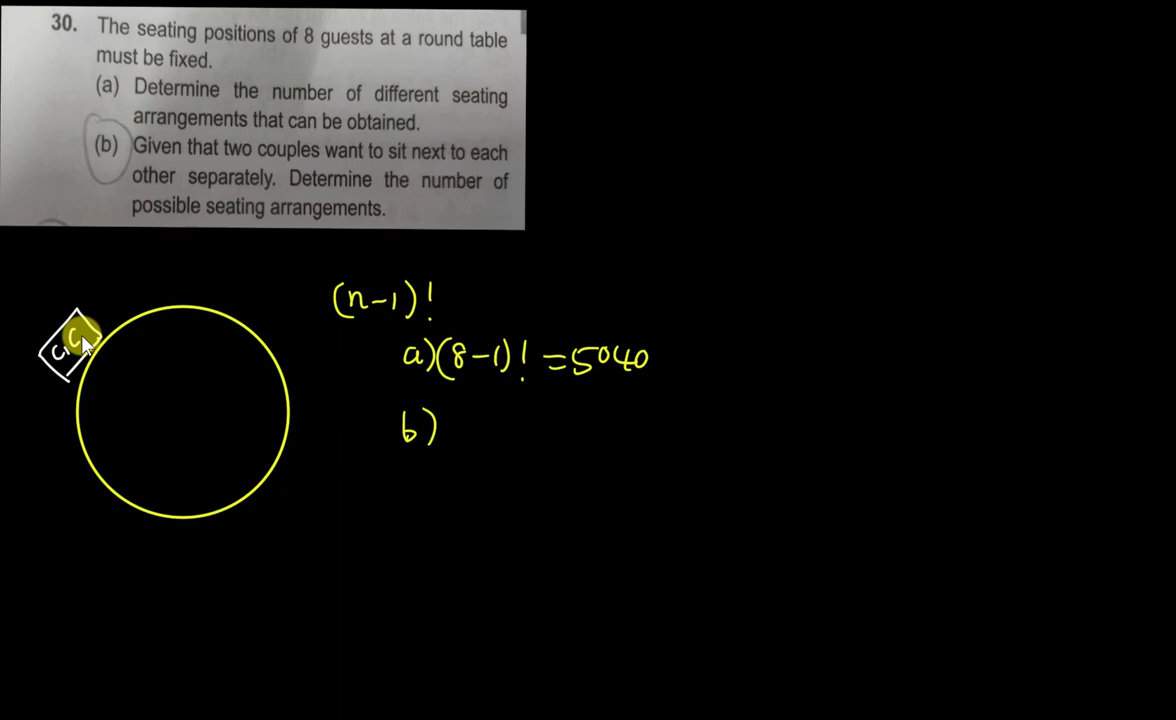 30. The seating positions of 8 guests at a round table
must be fixed.
(a) Determine the number of different seating
arrangements that can be obtained.
(b) Given that two couples want to sit next to each
other separately. Determine the number of
possible seating arrangements.
(n-1)!
C₁ C
a)(8-1)! = 5040
b)